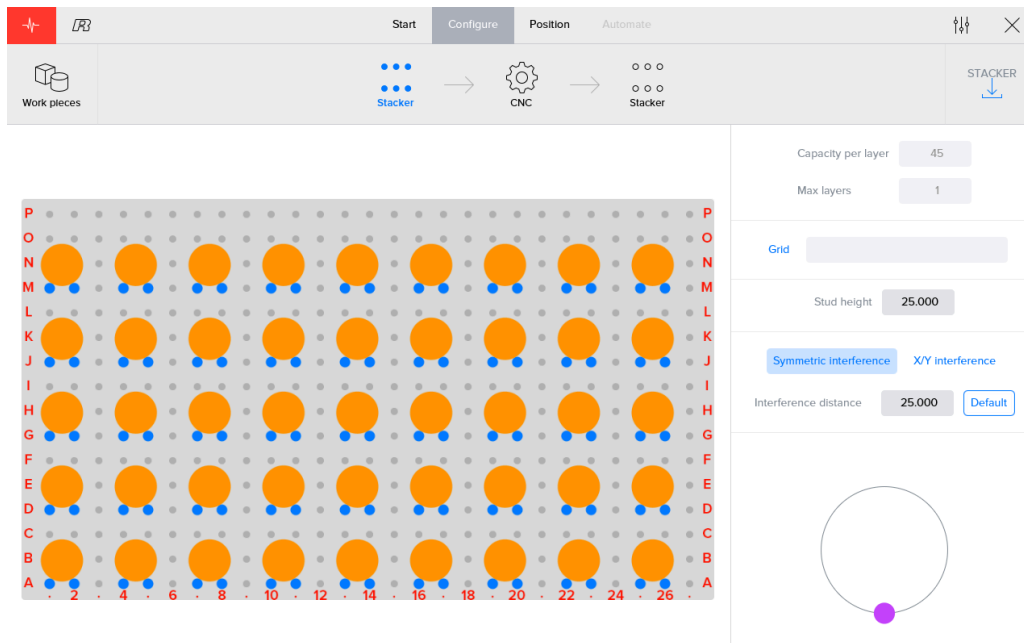 Start Configure Position Automate
Work pieces
Stacker
CNC
Stacker
STACKER
Capacity per layer 45
Max layers 1
Grid
Stud height 25.000
Symmetric interference X/Y interference
Interference distance 25.000 Default
P P
O O
N N
M M
L L
K K
J J
I I
H H
G G
F F
E E
D D
C C
B B
A A
· 2 · 4 · 6 · 8 · 10 · 12 · 14 · 16 · 18 · 20 · 22 · 24 · 26 ·